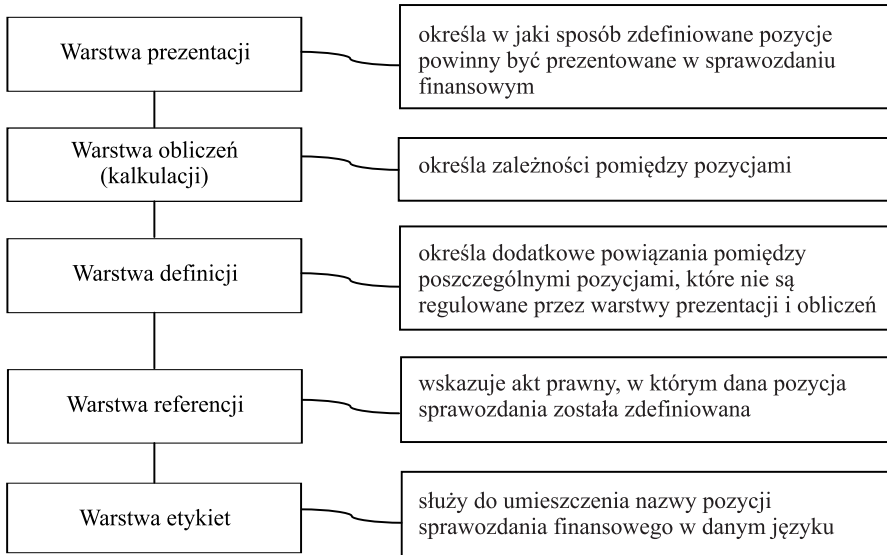 Warstwa prezentacji
określa w jaki sposób zdefiniowane pozycje
powinny być prezentowane w sprawozdaniu
finansowym
Warstwa obliczeń
(kalkulacji)
określa zależności pomiędzy pozycjami
Warstwa definicji
określa dodatkowe powiązania pomiędzy
poszczególnymi pozycjami, które nie są
regulowane przez warstwy prezentacji i obliczeń
Warstwa referencji
wskazuje akt prawny, w którym dana pozycja
sprawozdania została zdefiniowana
Warstwa etykiet
służy do umieszczenia nazwy pozycji
sprawozdania finansowego w danym języku